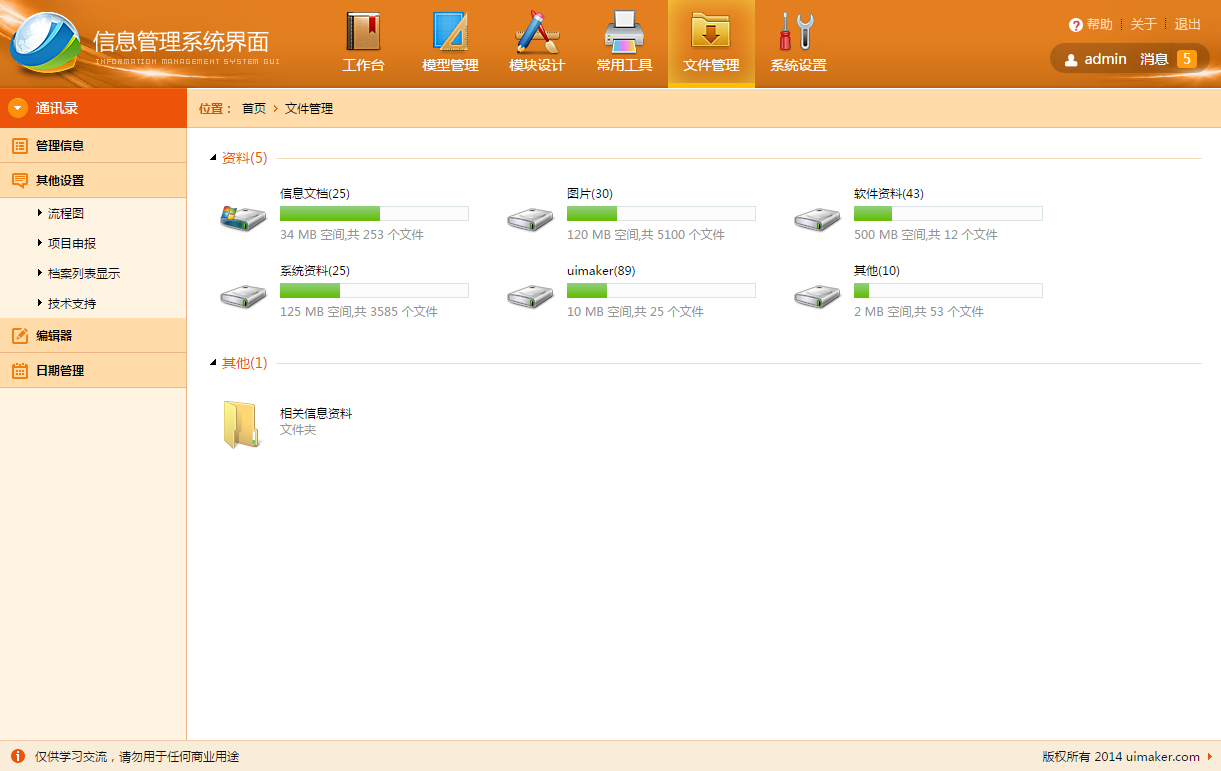 信息管理系统界面
INFORMATION MANAGEMENT SYSTEM GUI
工作台
模型管理
模块设计
常用工具
文件管理
系统设置
帮助 关于 退出
admin 消息 5
通讯录
管理信息
其他设置
流程图
项目申报
档案列表显示
技术支持
编辑器
日期管理
位置： 首页 文件管理
资料(5)
信息文档(25)
34 MB 空间,共 253 个文件
图片(30)
120 MB 空间,共 5100 个文件
软件资料(43)
500 MB 空间,共 12 个文件
系统资料(25)
125 MB 空间,共 3585 个文件
uimaker(89)
10 MB 空间,共 25 个文件
其他(10)
2 MB 空间,共 53 个文件
其他(1)
相关信息资料
文件夹
仅供学习交流，请勿用于任何商业用途
版权所有 2014 uimaker.com